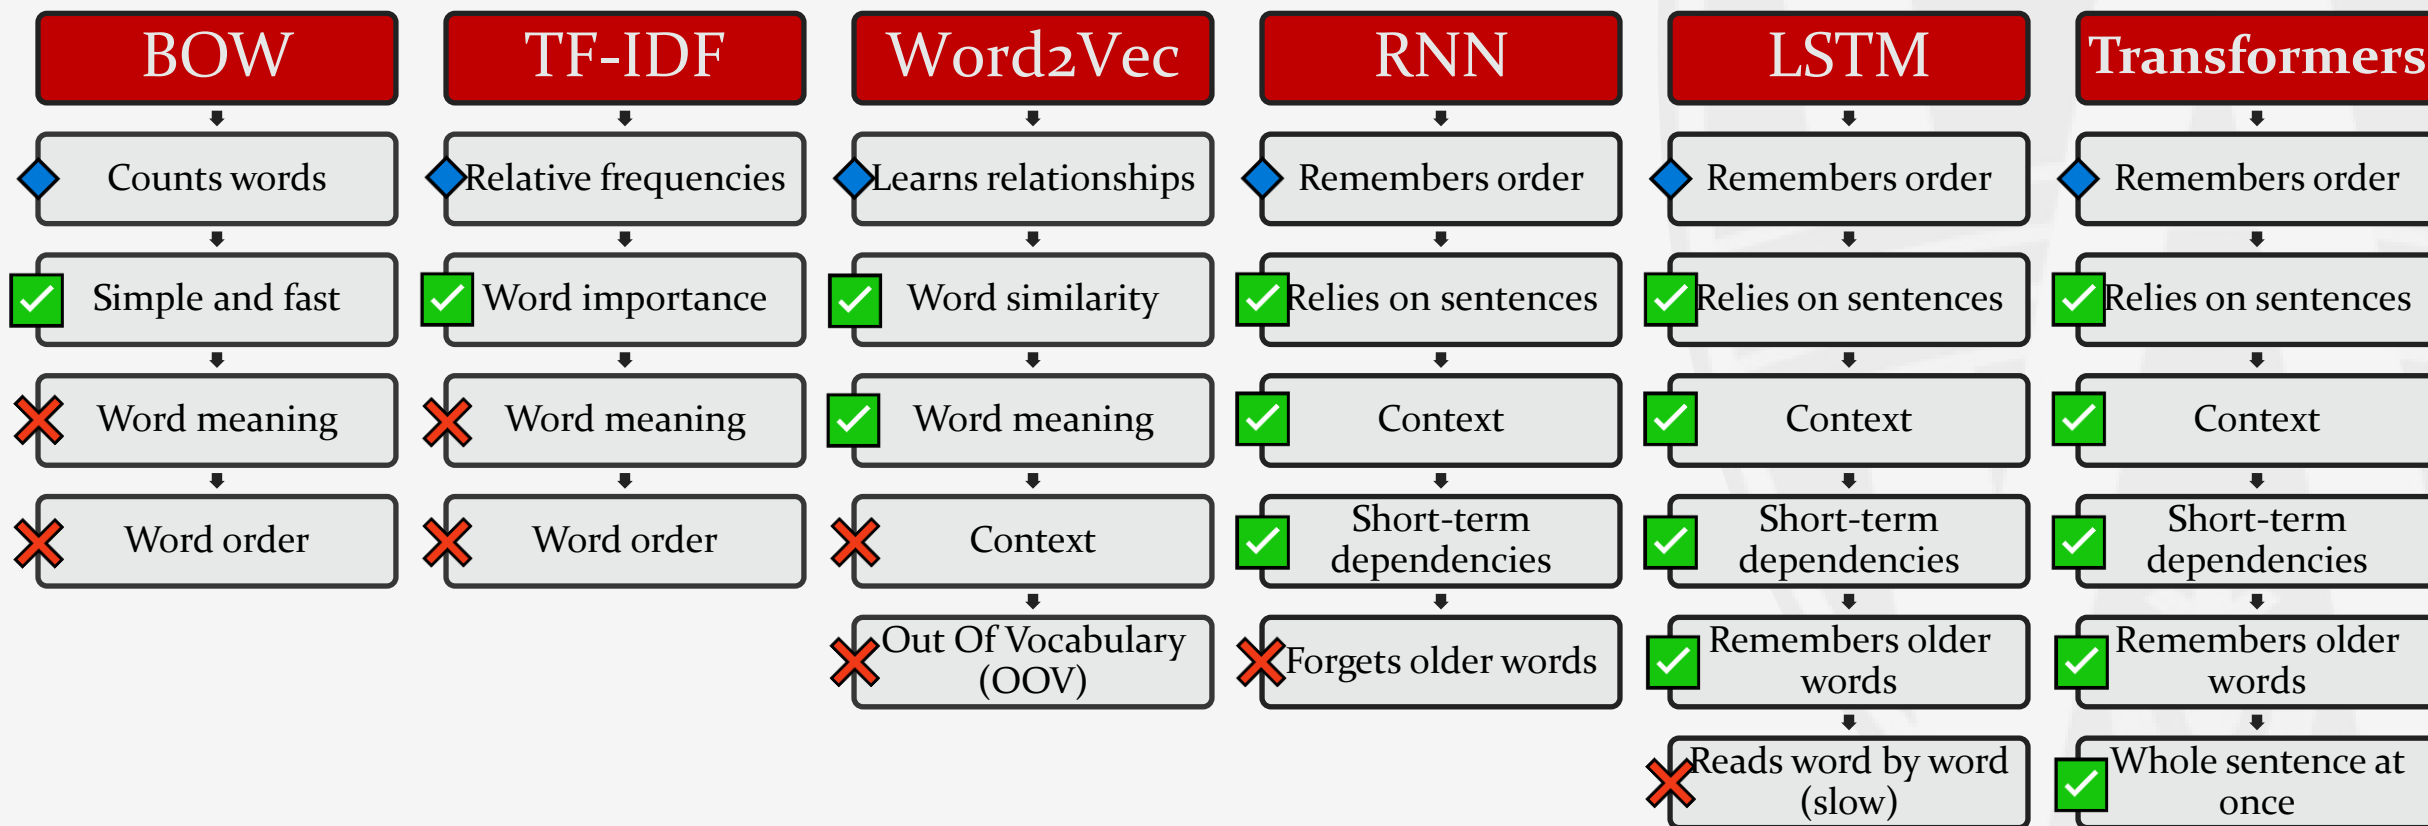 BOW
Counts words
Simple and fast
Word meaning
Word order
TF-IDF
Relative frequencies
Word importance
Word meaning
Word order
Word2Vec
Learns relationships
Word similarity
Word meaning
Context
Out Of Vocabulary
(OOV)
RNN
Remembers order
Relies on sentences
Context
Short-term
dependencies
Forgets older words
LSTM
Remembers order
Relies on sentences
Context
Short-term
dependencies
Remembers older
words
Reads word by word
(slow)
Transformers
Remembers order
Relies on sentences
Context
Short-term
dependencies
Remembers older
words
Whole sentence at
once